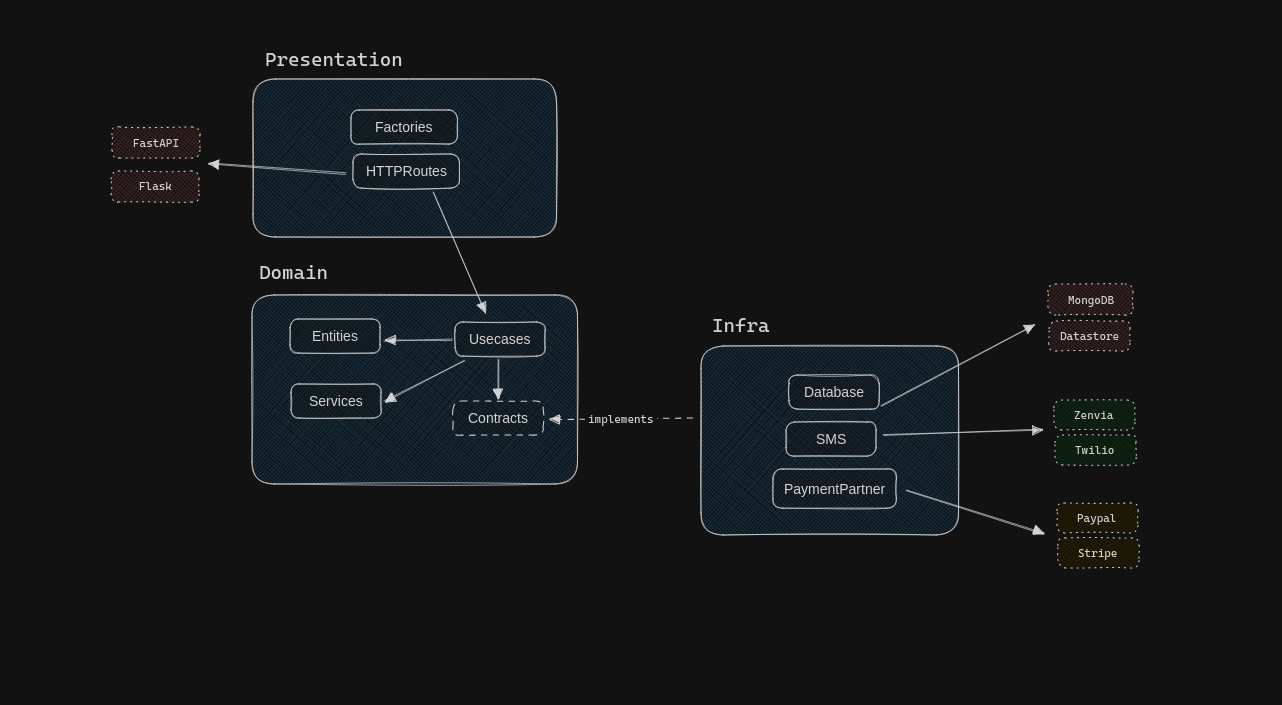 Presentation
Factories
HTTPRoutes
FastAPI
Flask
Domain
Entities
Usecases
Services
Contracts
implements
Infra
Database
SMS
PaymentPartner
MongoDB
Datastore
Zenvia
Twilio
Paypal
Stripe